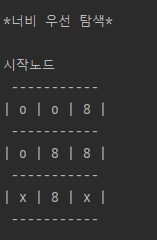 *너비 우선 탐색*
시작노드
-----------
| o | o | 8 |
-----------
| o | 8 | 8 |
-----------
| x | 8 | x |
-----------